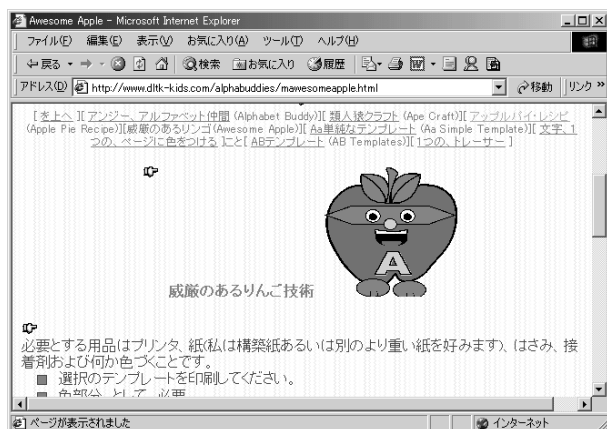 Awesome Apple - Microsoft Internet Explorer
ファイル(F) 編集(E) 表示(V) お気に入り(A) ツール(T) ヘルプ(H)
戻る 検索 お気に入り 履歴
アドレス(D) http://www.dltk-kids.com/alphabuddies/mawesomeapple.html 移動 リンク »
[ を上へ ][ アンジー、アルファベット仲間 (Alphabet Buddy)][ 類人猿クラフト (Ape Craft)][ アップルパイ・レシピ
(Apple Pie Recipe)][威厳のあるリンゴ(Awesome Apple)][ Aa単純なテンプレート (Aa Simple Template)][ 文字、1
つの、ページに色をつける ]こと[ ABテンプレート (AB Templates)][ 1つの、トレーサー ]
A
威厳のあるりんご技術
必要とする用品はプリンタ、紙(私は構築紙あるいは別のより重い紙を好みます)、はさみ、接
着剤および何か色づくことです。
選択のテンプレートを印刷してください。
ページが表示されました インターネット